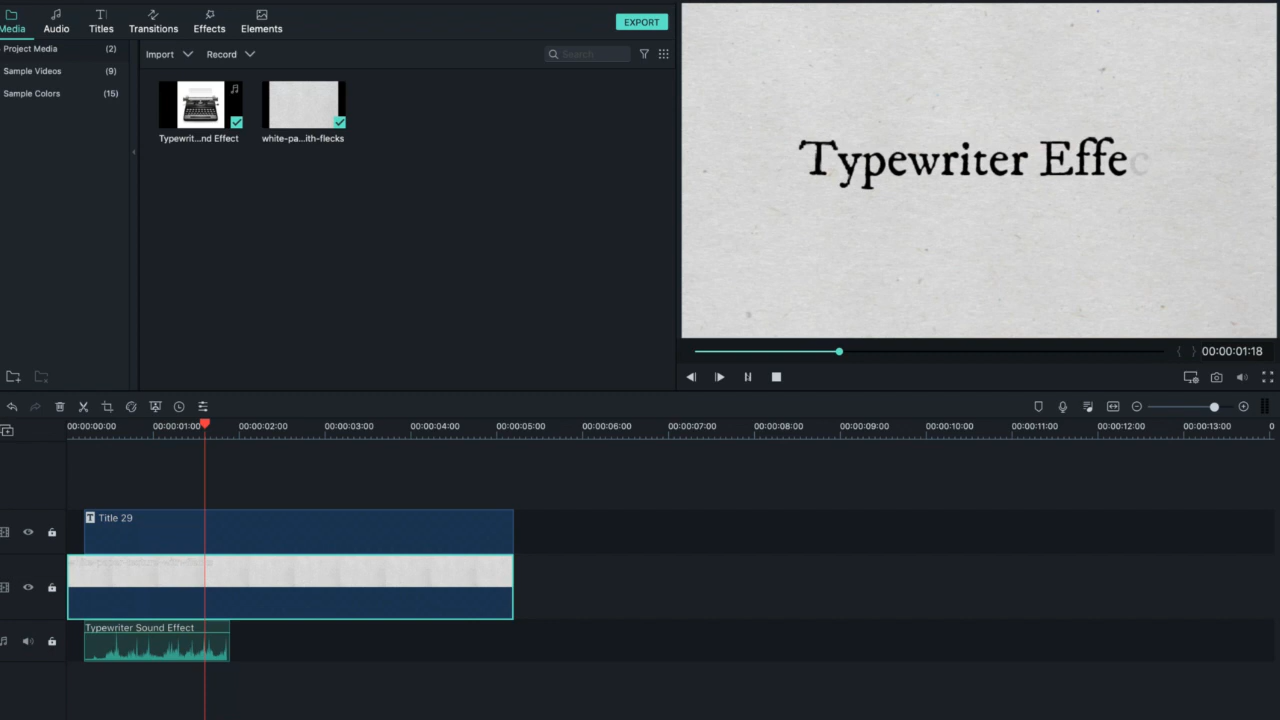 Media Audio Titles Transitions Effects Elements EXPORT
Project Media (2)
Sample Videos (9)
Sample Colors (15)
Import Record Search
Typewrit...nd Effect white-pa...ith-flecks
Typewriter Effec
00:00:01:18
00:00:00:00 00:00:01:00 00:00:02:00 00:00:03:00 00:00:04:00 00:00:05:00 00:00:06:00 00:00:07:00 00:00:08:00 00:00:09:00 00:00:10:00 00:00:11:00 00:00:12:00 00:00:13:00 0
T Title 29
Typewriter Sound Effect